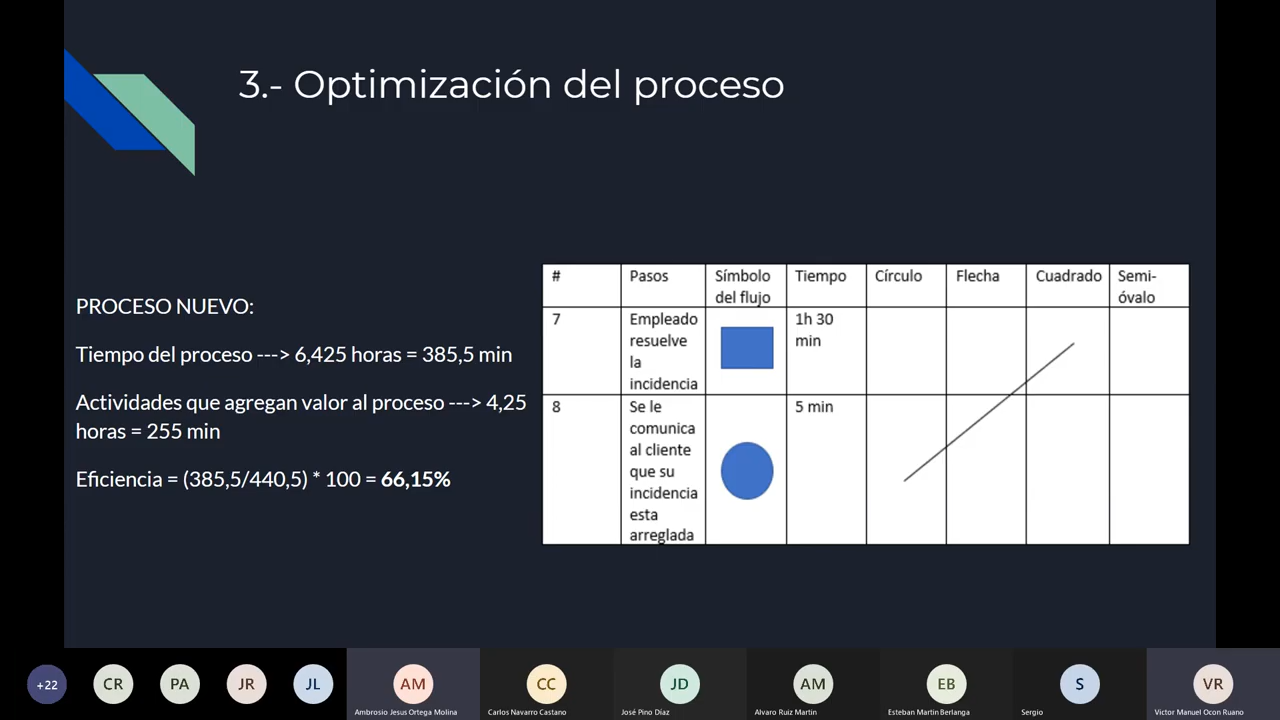 3.- Optimización del proceso
PROCESO NUEVO:
Tiempo del proceso ---> 6,425 horas = 385,5 min
Actividades que agregan valor al proceso ---> 4,25
horas = 255 min
Eficiencia = (385,5/440,5) * 100 = 66,15%
# Pasos Símbolo Tiempo Círculo Flecha Cuadrado Semi-
del flujo óvalo
7 Empleado 1h 30
resuelve min
la
incidencia
8 Se le 5 min
comunica
al cliente
que su
incidencia
esta
arreglada
+22 CR PA JR JL AM CC JD AM EB S VR
Ambrosio Jesus Ortega Molina Carlos Navarro Castano José Pino Díaz Alvaro Ruiz Martin Esteban Martin Berlanga Sergio Victor Manuel Ocon Ruano